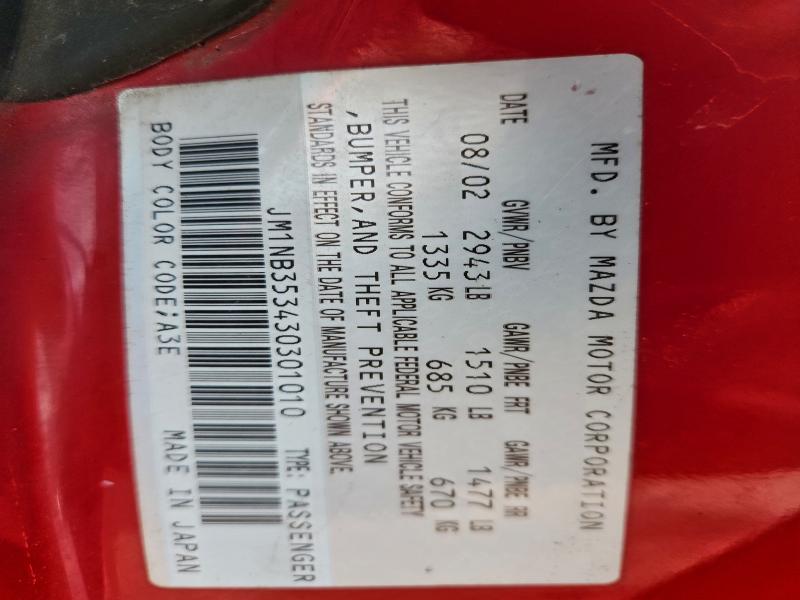 MFD. BY MAZDA MOTOR CORPORATION
DATE GVWR/PNBV GAWR/PNBE FRT GAWR/PNBE RR
08/02 2943LB 1510 LB 1477 LB
1335 KG 685 KG 670 KG
THIS VEHICLE CONFORMS TO ALL APPLICABLE FEDERAL MOTOR VEHICLE SAFETY
,BUMPER,AND THEFT PREVENTION
STANDARDS IN EFFECT ON THE DATE OF MANUFACTURE SHOWN ABOVE.
JM1NB353430301010 TYPE: PASSENGER
BODY COLOR CODE;A3E MADE IN JAPAN